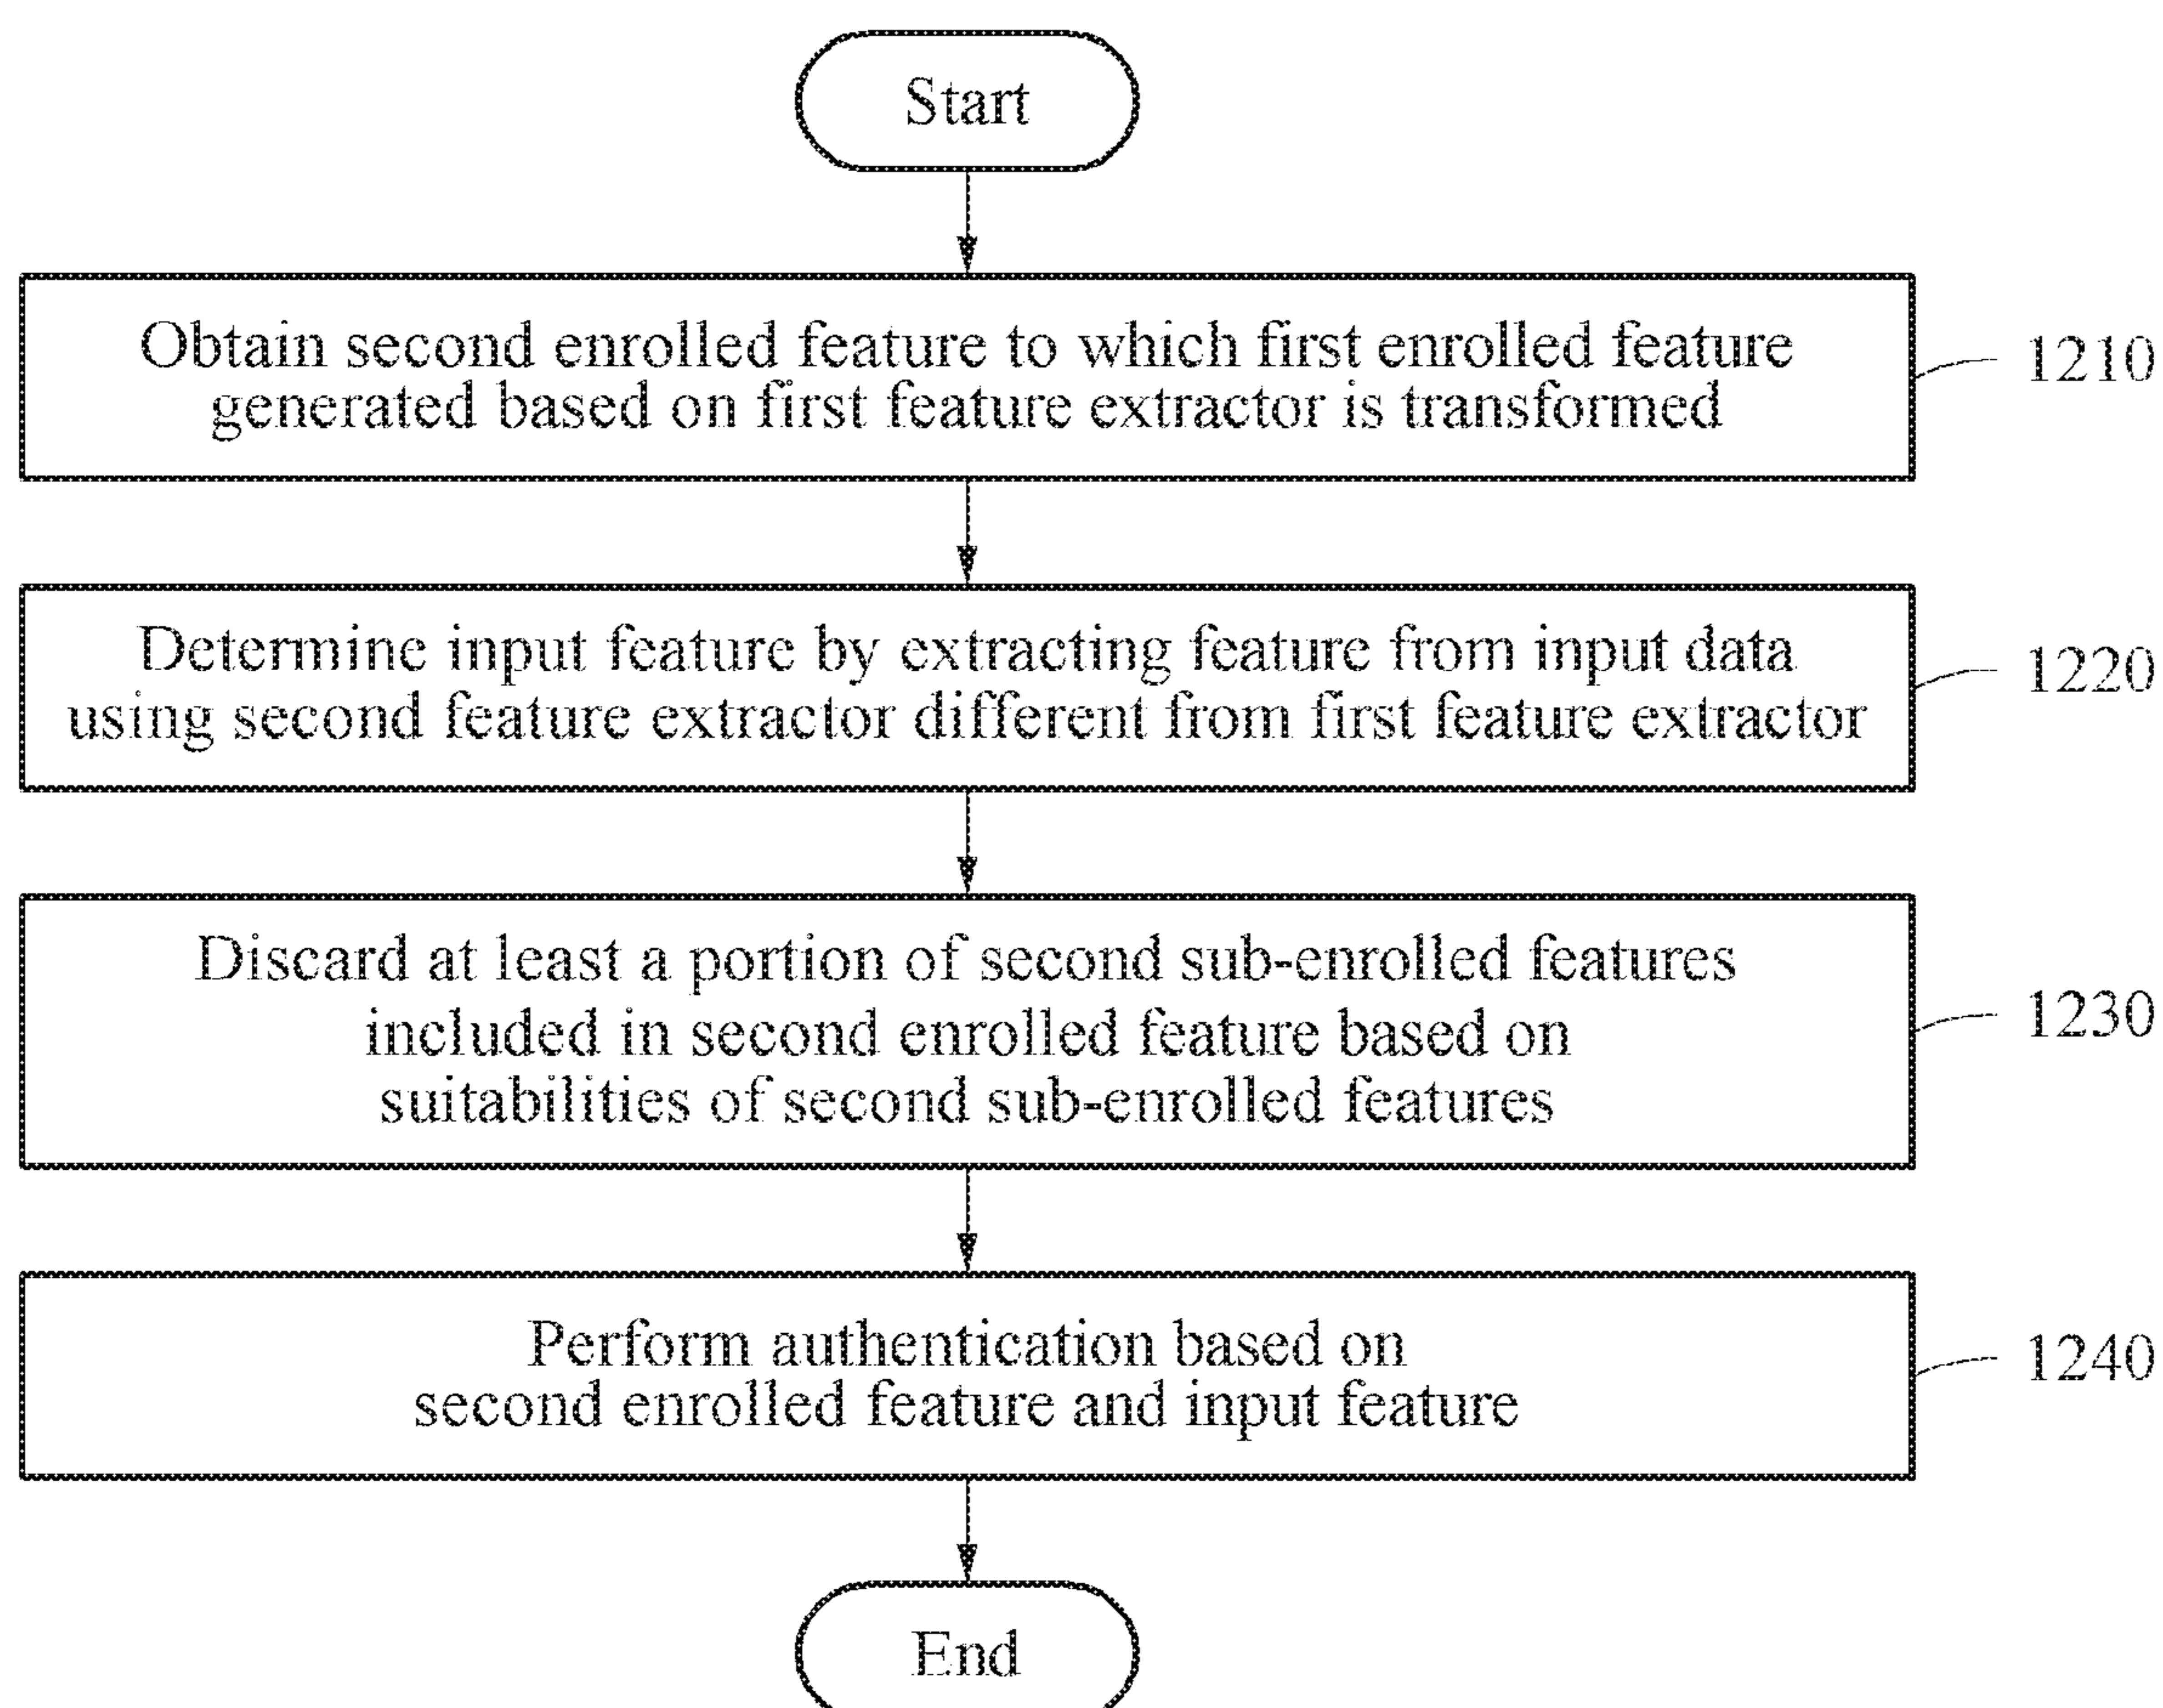 Start
Obtain second enrolled feature to which first enrolled feature
generated based on first feature extractor is transformed
1210
Determine input feature by extracting feature from input data
using second feature extractor different from first feature extractor
1220
Discard at least a portion of second sub-enrolled features
included in second enrolled feature based on
suitabilities of second sub-enrolled features
1230
Perform authentication based on
second enrolled feature and input feature
1240
End